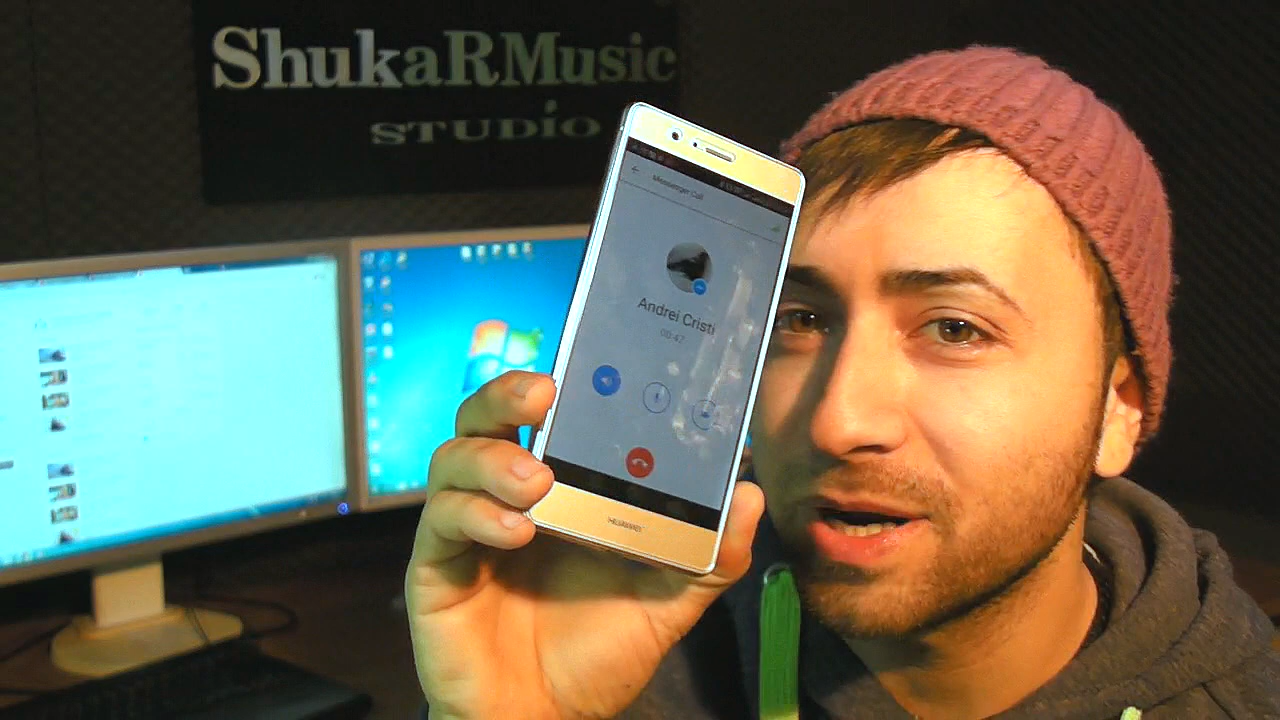 ShukaRMusic
STUDiO
Messenger Call
Andrei Cristi
00:47
HUAWEI